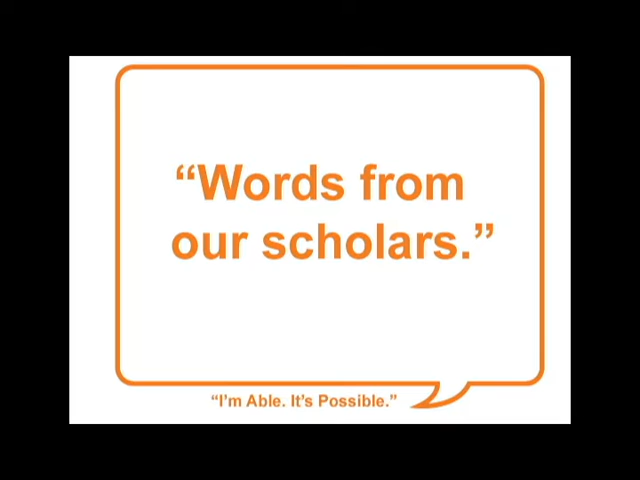 “Words from
our scholars.”
“I’m Able. It’s Possible.”